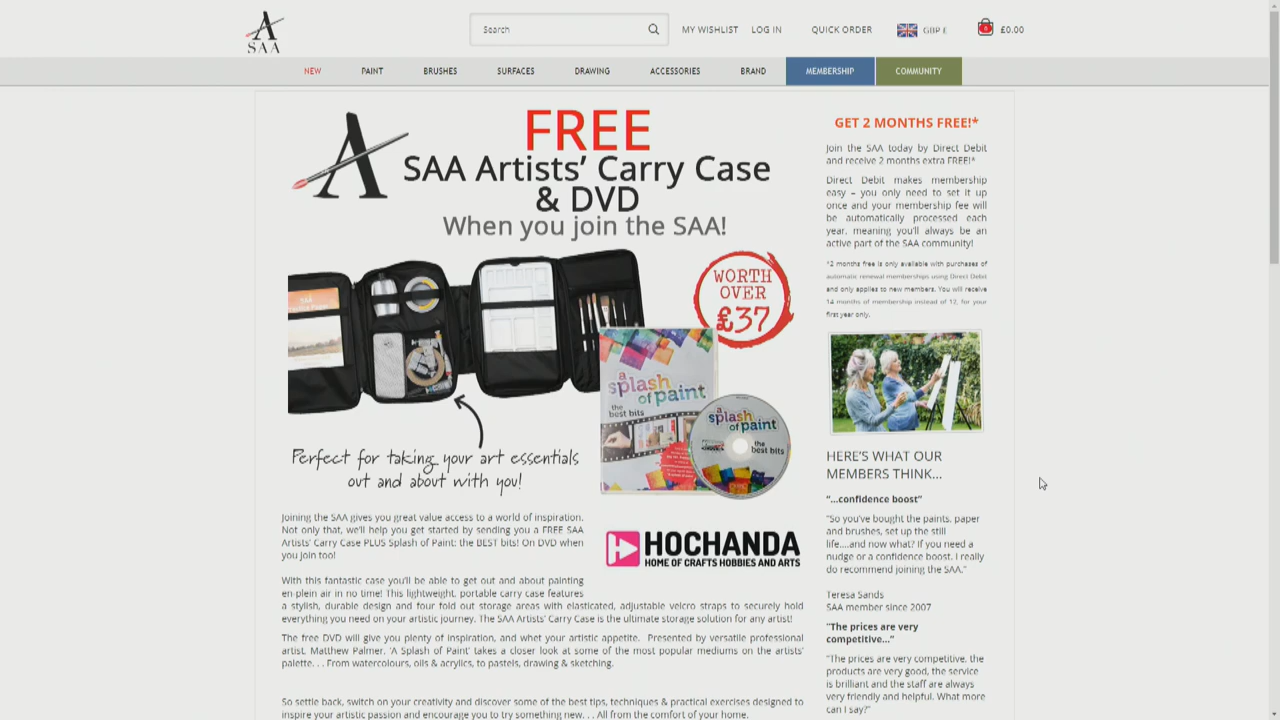 SAA
Search
MY WISHLIST
LOG IN
QUICK ORDER
GBP £
£0.00
NEW
PAINT
BRUSHES
SURFACES
DRAWING
ACCESSORIES
BRAND
MEMBERSHIP
COMMUNITY
FREE
SAA Artists' Carry Case
& DVD
When you join the SAA!
WORTH
OVER
£37
a
splash
of paint
the
best bits
a
splash
of paint
the
best bits
Perfect for taking your art essentials
out and about with you!
Joining the SAA gives you great value access to a world of inspiration.
Not only that, we'll help you get started by sending you a FREE SAA
Artists' Carry Case PLUS Splash of Paint: the BEST bits! On DVD when
you join too!
HOCHANDA
HOME OF CRAFTS HOBBIES AND ARTS
With this fantastic case you'll be able to get out and about painting
en-plein air in no time! This lightweight, portable carry case features
a stylish, durable design and four fold out storage areas with elasticated, adjustable velcro straps to securely hold
everything you need on your artistic journey. The SAA Artists' Carry Case is the ultimate storage solution for any artist!
The free DVD will give you plenty of inspiration, and whet your artistic appetite. Presented by versatile professional
artist, Matthew Palmer, 'A Splash of Paint' takes a closer look at some of the most popular mediums on the artists'
palette. . . From watercolours, oils & acrylics, to pastels, drawing & sketching.
So settle back, switch on your creativity and discover some of the best tips, techniques & practical exercises designed to
inspire your artistic passion and encourage you to try something new. . . All from the comfort of your home.
GET 2 MONTHS FREE!*
Join the SAA today by Direct Debit
and receive 2 months extra FREE!*
Direct Debit makes membership
easy – you only need to set it up
once and your membership fee will
be automatically processed each
year, meaning you'll always be an
active part of the SAA community!
*2 months free is only available with purchases of
automatic renewal memberships using Direct Debit
and only applies to new members. You will receive
14 months of membership instead of 12, for your
first year only.
HERE'S WHAT OUR
MEMBERS THINK...
"...confidence boost"
"So you've bought the paints, paper
and brushes, set up the still
life....and now what? If you need a
nudge or a confidence boost. I really
do recommend joining the SAA."
Teresa Sands
SAA member since 2007
"The prices are very
competitive..."
"The prices are very competitive, the
products are very good, the service
is brilliant and the staff are always
very friendly and helpful. What more
can I say?"